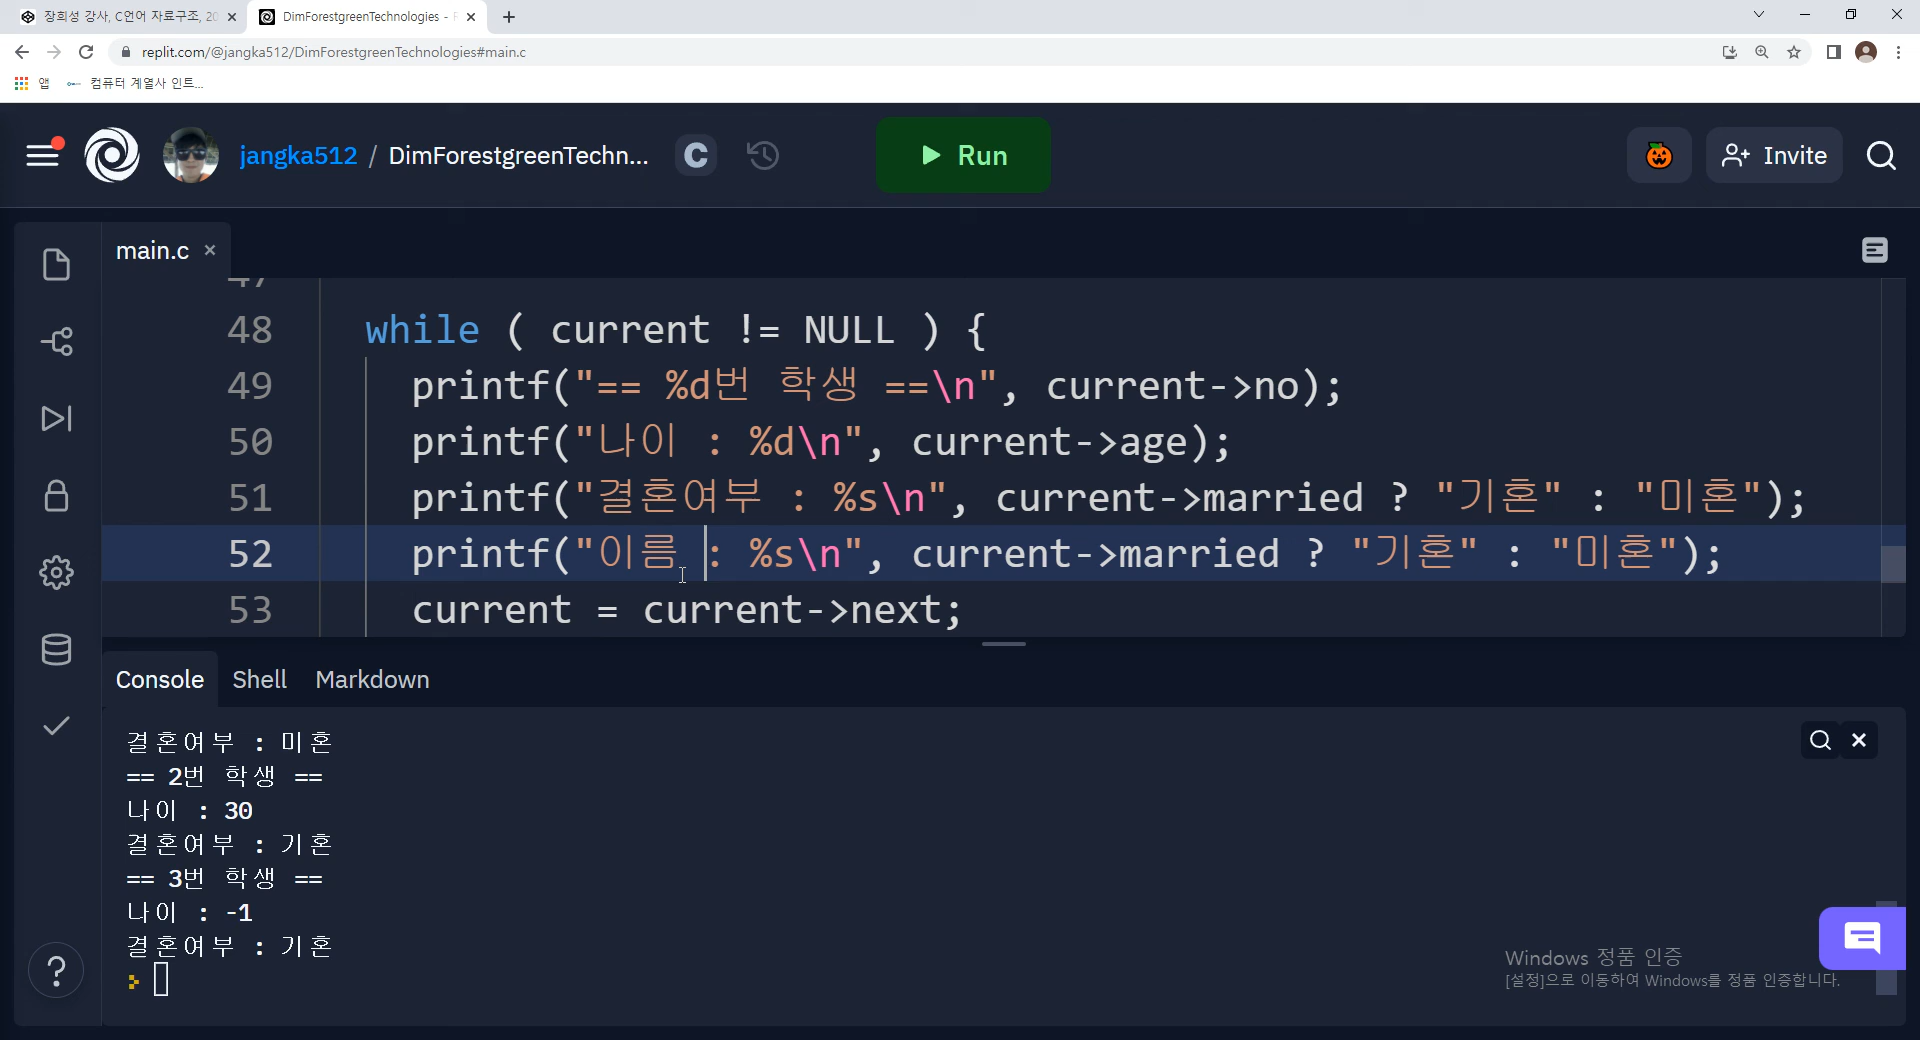 장희성 강사, C언어 자료구조, 20
DimForestgreenTechnologies -
replit.com/@jangka512/DimForestgreenTechnologies#main.c
앱
컴퓨터 계열사 인트...
jangka512 / DimForestgreenTechn...
C
Run
Invite
main.c
47
48 while ( current != NULL ) {
49 printf("== %d번 학생 ==\n", current->no);
50 printf("나이 : %d\n", current->age);
51 printf("결혼여부 : %s\n", current->married ? "기혼" : "미혼");
52 printf("이름 : %s\n", current->married ? "기혼" : "미혼");
53 current = current->next;
Console Shell Markdown
결혼여부 : 미혼
== 2번 학생 ==
나이 : 30
결혼여부 : 기혼
== 3번 학생 ==
나이 : -1
결혼여부 : 기혼
Windows 정품 인증
[설정]으로 이동하여 Windows를 정품 인증합니다.